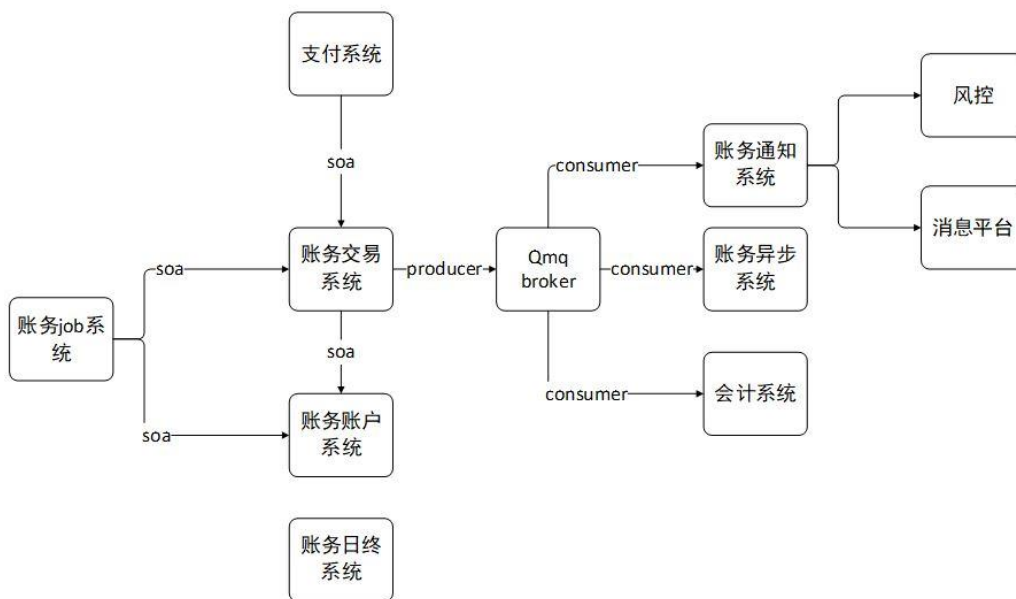 支付系统
风控
soa
consumer
账务通知
系统
消息平台
账务交易
系统
soa
producer
Qmq
broker
consumer
账务异步
系统
账务job系
统
soa
consumer
会计系统
soa
账务账户
系统
账务日终
系统